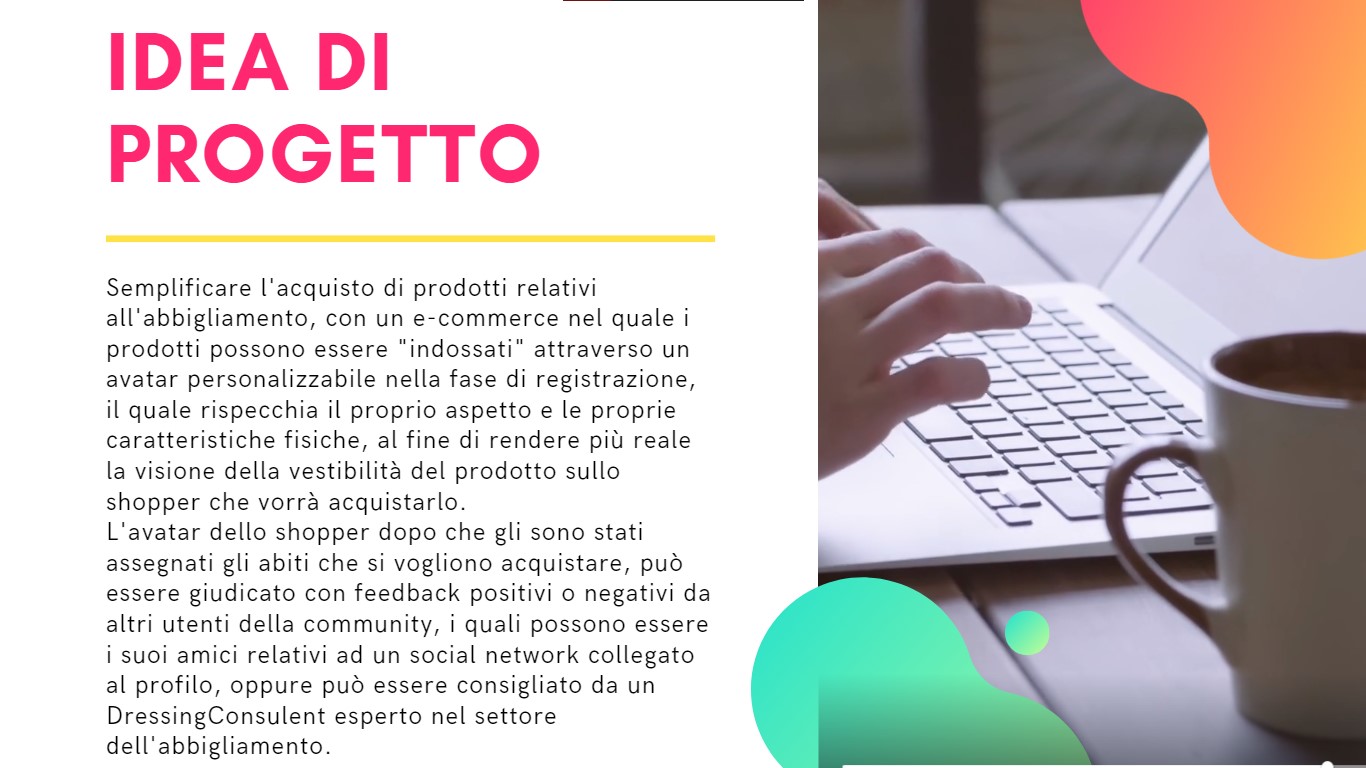 IDEA DI
PROGETTO
Semplificare l'acquisto di prodotti relativi
all'abbigliamento, con un e-commerce nel quale i
prodotti possono essere "indossati" attraverso un
avatar personalizzabile nella fase di registrazione,
il quale rispecchia il proprio aspetto e le proprie
caratteristiche fisiche, al fine di rendere più reale
la visione della vestibilità del prodotto sullo
shopper che vorrà acquistarlo.
L'avatar dello shopper dopo che gli sono stati
assegnati gli abiti che si vogliono acquistare, può
essere giudicato con feedback positivi o negativi da
altri utenti della community, i quali possono essere
i suoi amici relativi ad un social network collegato
al profilo, oppure può essere consigliato da un
DressingConsulent esperto nel settore
dell'abbigliamento.